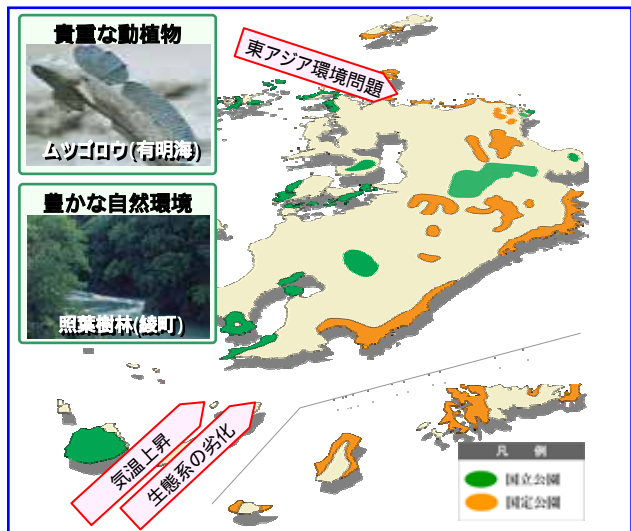 貴重な動植物
ムツゴロウ(有明海)
豊かな自然環境
照葉樹林(綾町)
東アジア環境問題
気温上昇
生態系の劣化
凡 例
国立公園
国定公園